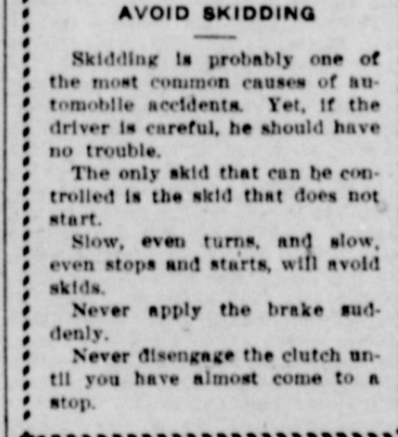 AVOID SKIDDING
Skidding is probably one of
the most common causes of au-
tomobile accidents. Yet, if the
driver is careful, he should have
no trouble.
The only skid that can be con-
trolled is the skid that does not
start.
Slow, even turns, and slow,
even stops and starts, will avoid
skids.
Never apply the brake sud-
denly.
Never disengage the clutch un-
til you have almost come to a
stop.